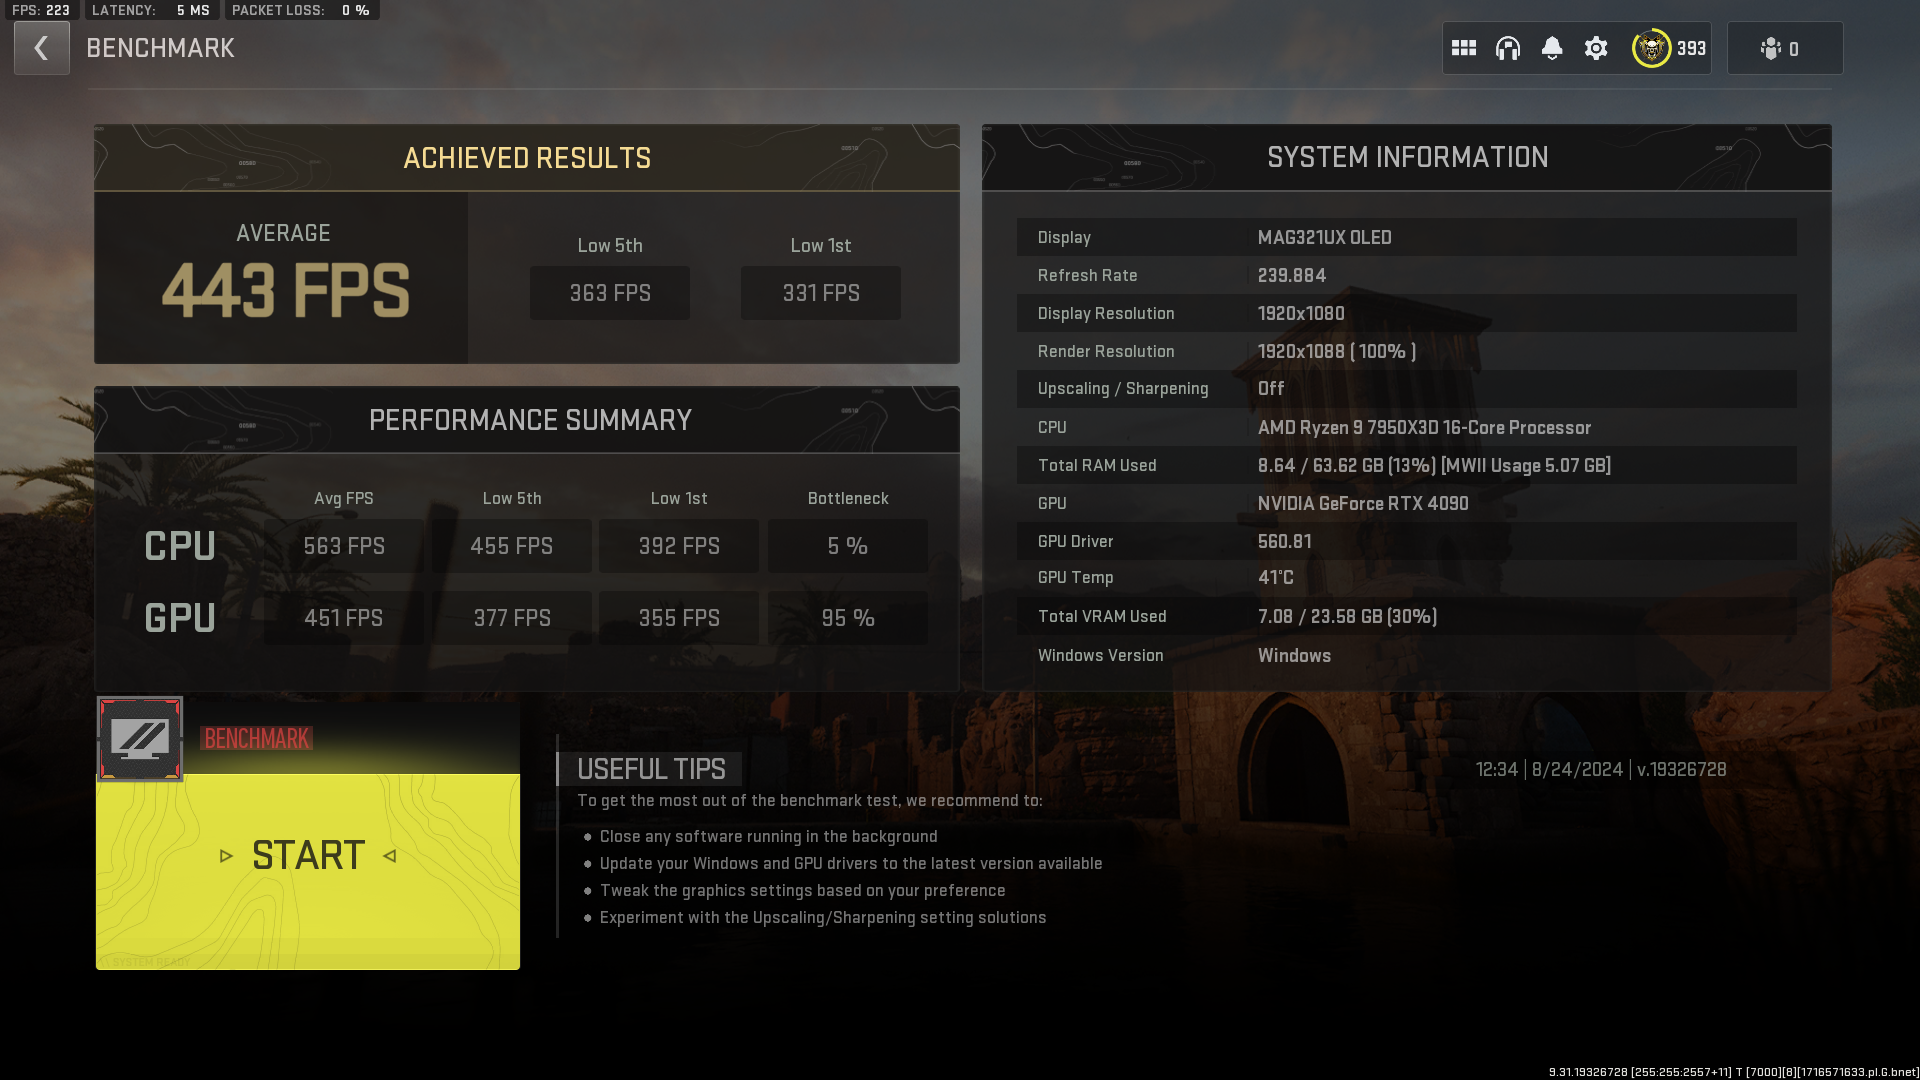 FPS: 223 LATENCY: 5 MS PACKET LOSS: 0 %
BENCHMARK
393
0
ACHIEVED RESULTS
AVERAGE
443 FPS
Low 5th Low 1st
363 FPS 331 FPS
PERFORMANCE SUMMARY
Avg FPS Low 5th Low 1st Bottleneck
CPU 563 FPS 455 FPS 392 FPS 5 %
GPU 451 FPS 377 FPS 355 FPS 95 %
SYSTEM INFORMATION
Display MAG321UX OLED
Refresh Rate 239.884
Display Resolution 1920x1080
Render Resolution 1920x1088 ( 100% )
Upscaling / Sharpening Off
CPU AMD Ryzen 9 7950X3D 16-Core Processor
Total RAM Used 8.64 / 63.62 GB (13%) [MWII Usage 5.07 GB]
GPU NVIDIA GeForce RTX 4090
GPU Driver 560.81
GPU Temp 41°C
Total VRAM Used 7.08 / 23.58 GB (30%)
Windows Version Windows
BENCHMARK
START
SYSTEM READY
USEFUL TIPS
To get the most out of the benchmark test, we recommend to:
• Close any software running in the background
• Update your Windows and GPU drivers to the latest version available
• Tweak the graphics settings based on your preference
• Experiment with the Upscaling/Sharpening setting solutions
12:34 | 8/24/2024 | v.19326728
9.31.19326728 [255:255:2557+11] T [7000][8][1716571633.pl.G.bnet]